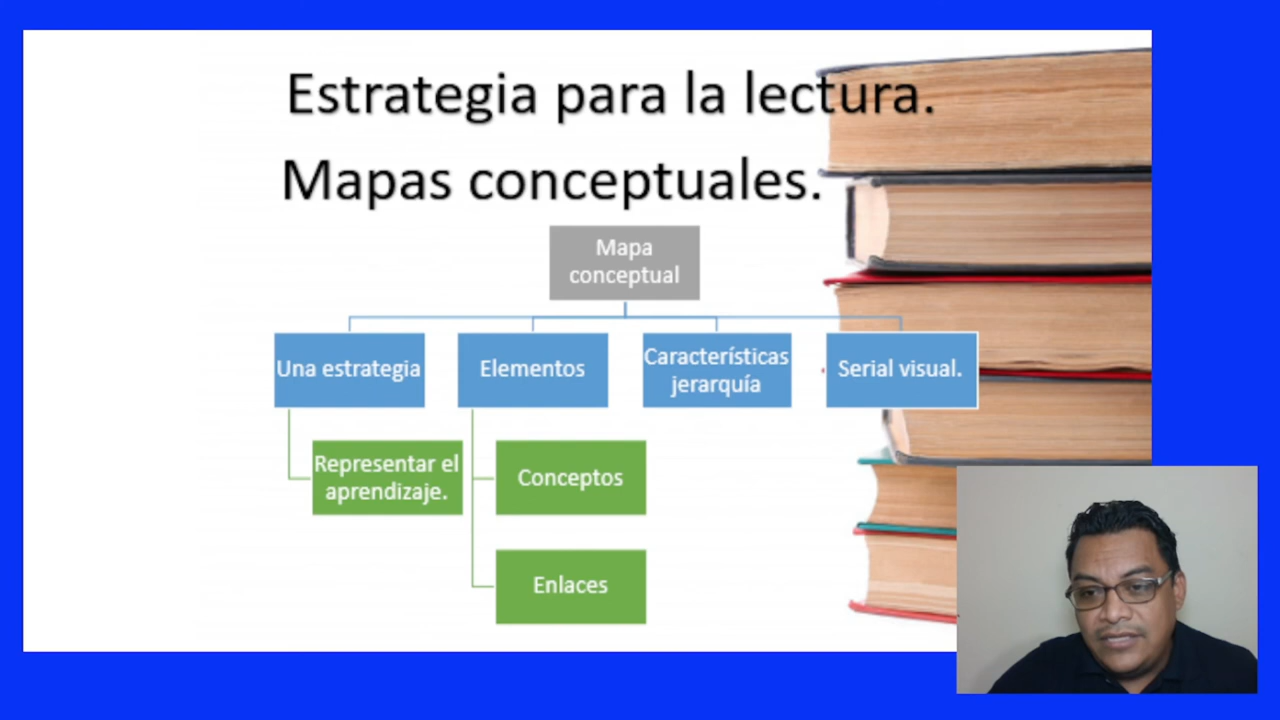 Estrategia para la lectura.
Mapas conceptuales.
Mapa
conceptual
Una estrategia
Elementos
Características
jerarquía
Serial visual.
Representar el
aprendizaje.
Conceptos
Enlaces